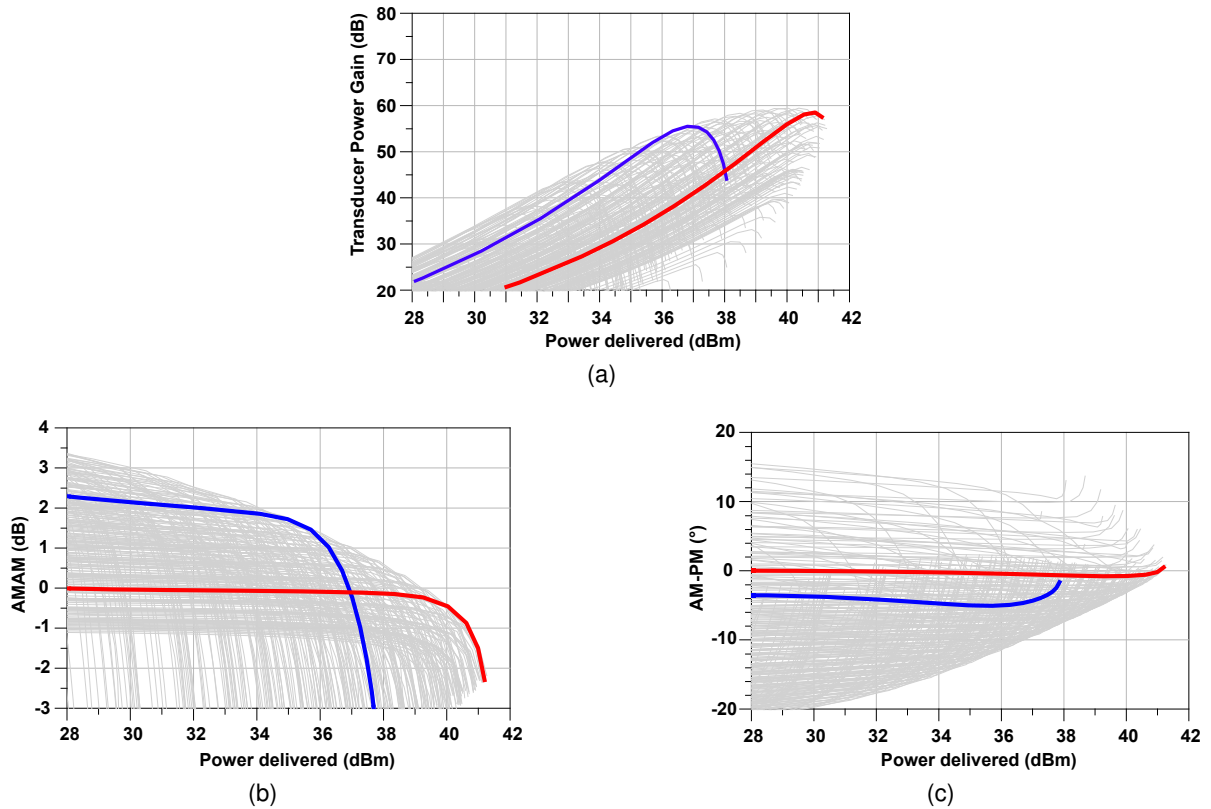 Transducer Power Gain (dB)
80
70
60
50
40
30
20
28 30 32 34 36 38 40 42
Power delivered (dBm)
(a)
AMAM (dB)
4
3
2
1
0
-1
-2
-3
28 30 32 34 36 38 40 42
Power delivered (dBm)
(b)
AM-PM (°)
20
10
0
-10
-20
28 30 32 34 36 38 40 42
Power delivered (dBm)
(c)